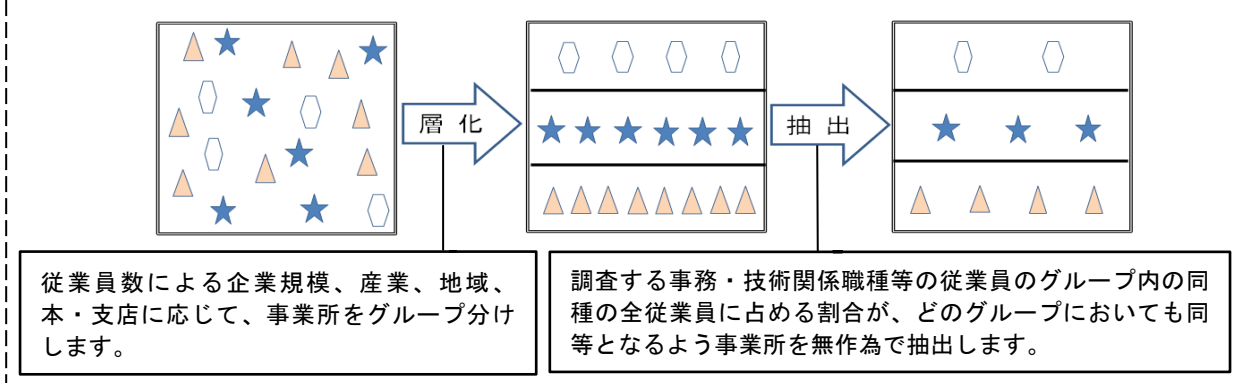 層 化
抽 出
従業員数による企業規模、産業、地域、
本・支店に応じて、事業所をグループ分け
します。
調査する事務・技術関係職種等の従業員のグループ内の同
種の全従業員に占める割合が、どのグループにおいても同
等となるよう事業所を無作為で抽出します。